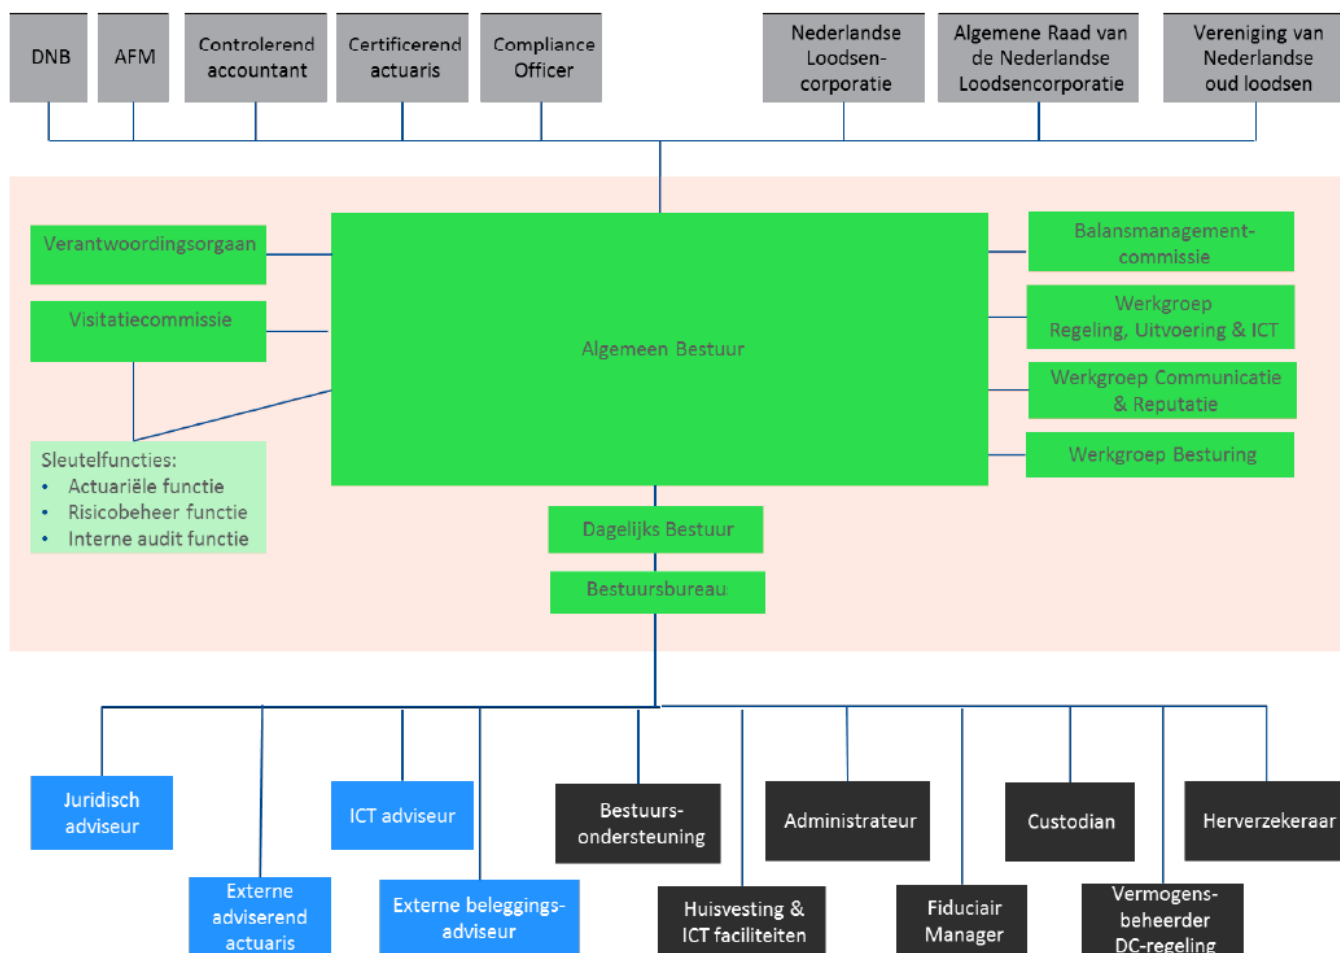 DNB
AFM
Controlerend
accountant
Certificerend
actuaris
Compliance
Officer
Nederlandse
Loodsen-
corporatie
Algemene Raad van
de Nederlandse
Loodsencorporatie
Vereniging van
Nederlandse
oud loodsen
Verantwoordingsorgaan
Visitatiecommissie
Sleutelfuncties:
• Actuariële functie
• Risicobeheer functie
• Interne audit functie
Algemeen Bestuur
Balansmanagement-
commissie
Werkgroep
Regeling, Uitvoering & ICT
Werkgroep Communicatie
& Reputatie
Werkgroep Besturing
Dagelijks Bestuur
Bestuursbureau
Juridisch
adviseur
Externe
adviserend
actuaris
ICT adviseur
Externe beleggings-
adviseur
Bestuurs-
ondersteuning
Huisvesting &
ICT faciliteiten
Administrateur
Fiduciair
Manager
Custodian
Vermogens-
beheerder
DC-regeling
Herverzekeraar